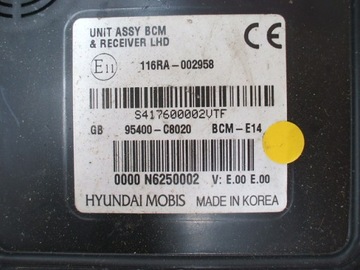 UNIT ASSY BCM
& RECEIVER LHD
CE
E11
116RA-002958
S417600002VTF
GB 95400-C8020 BCM-E14
0000 N6250002 V: E.00 E.00
HYUNDAI MOBIS MADE IN KOREA